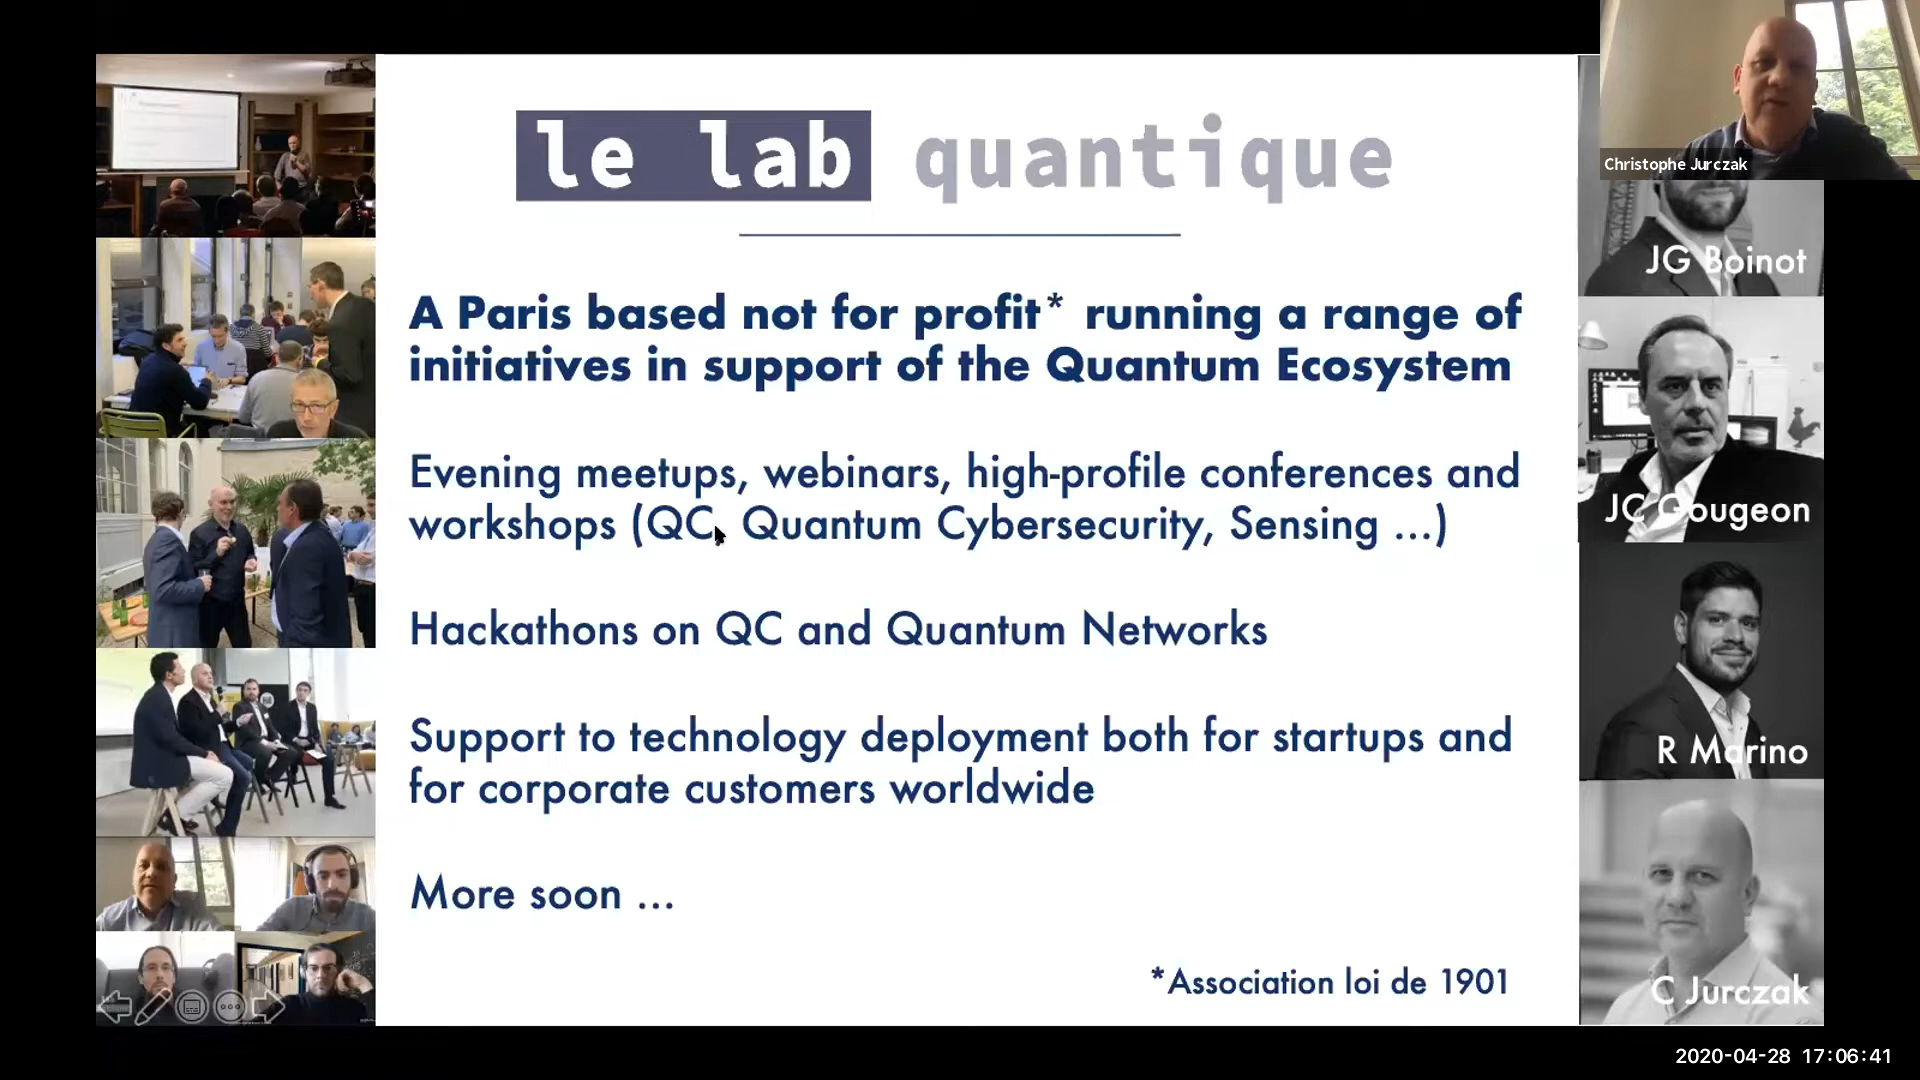 le lab quantique
Christophe Jurczak
A Paris based not for profit* running a range of
initiatives in support of the Quantum Ecosystem
Evening meetups, webinars, high-profile conferences and
workshops (QC, Quantum Cybersecurity, Sensing ...)
Hackathons on QC and Quantum Networks
Support to technology deployment both for startups and
for corporate customers worldwide
More soon ...
*Association loi de 1901
JG Boinot
JC Gougeon
R Marino
C Jurczak
2020-04-28 17:06:41